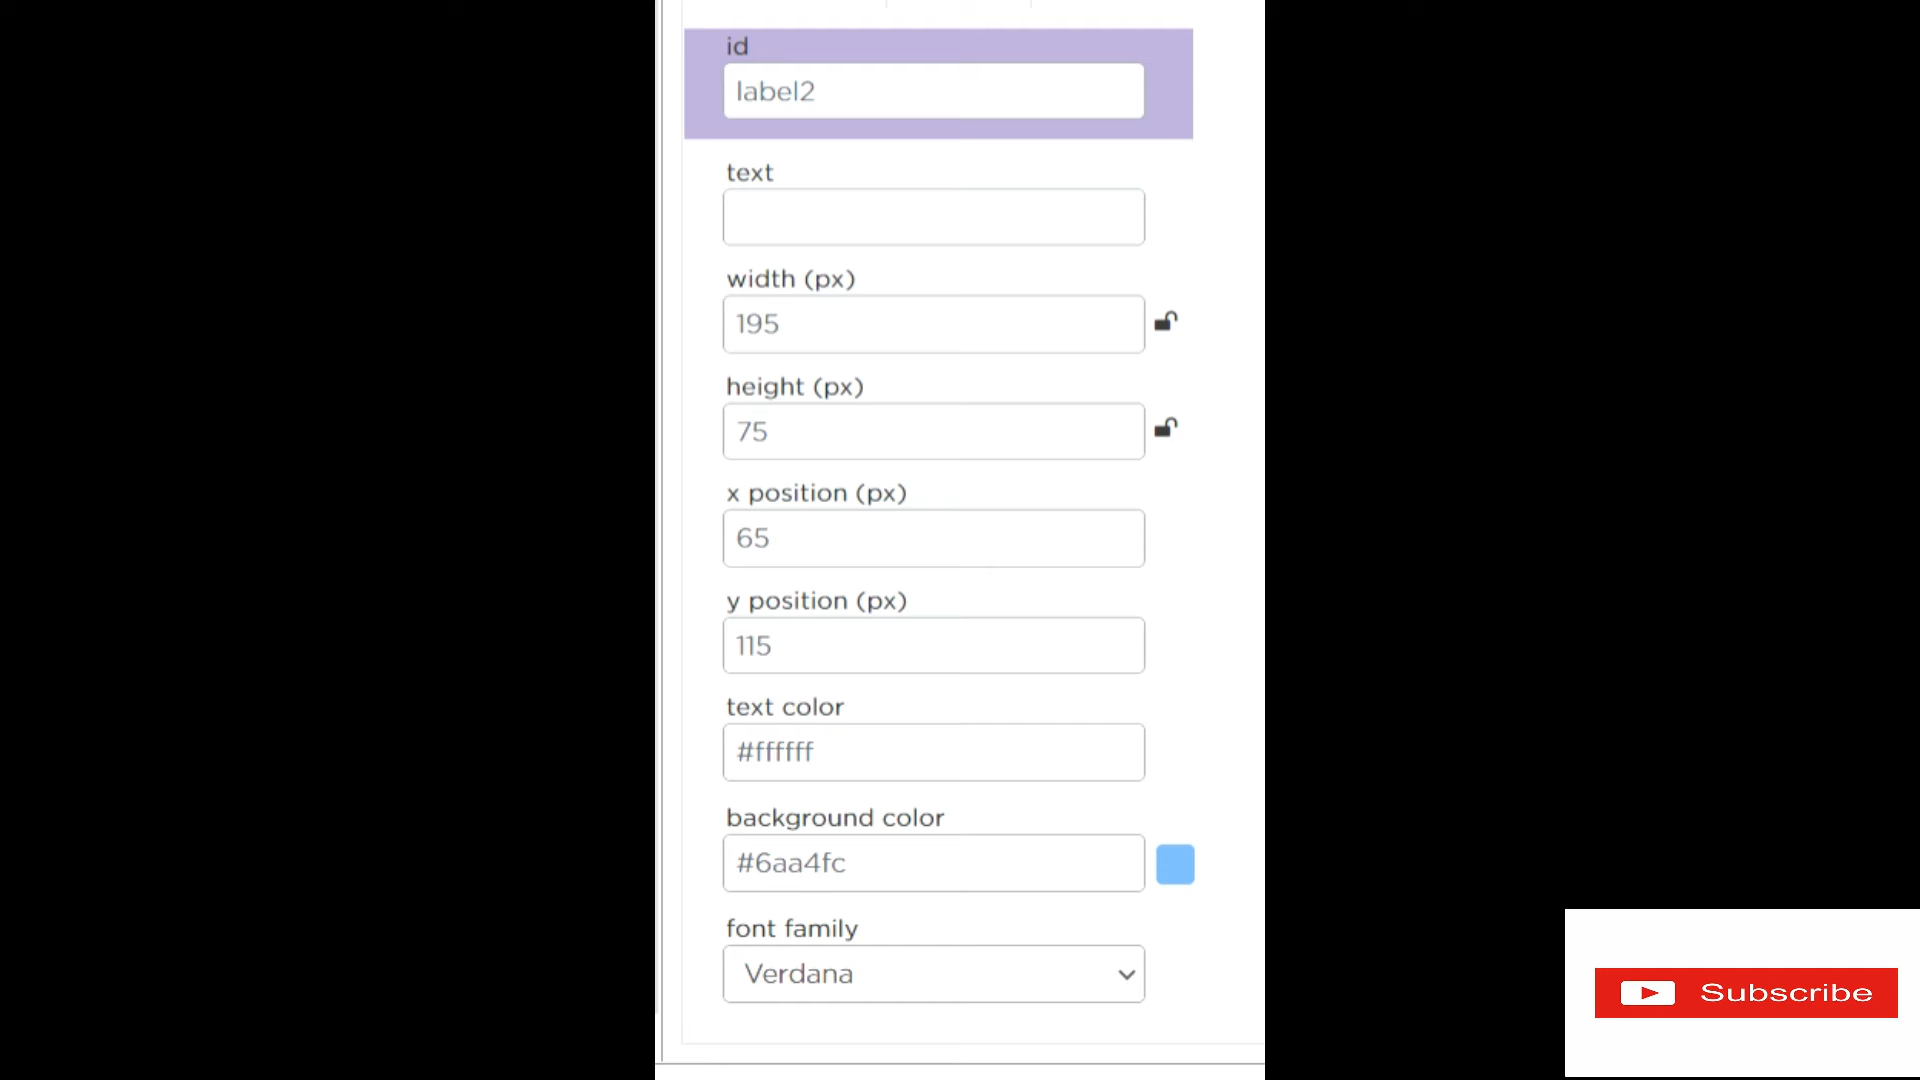 id
label2
text
width (px)
195
height (px)
75
x position (px)
65
y position (px)
115
text color
#ffffff
background color
#6aa4fc
font family
Verdana
Subscribe